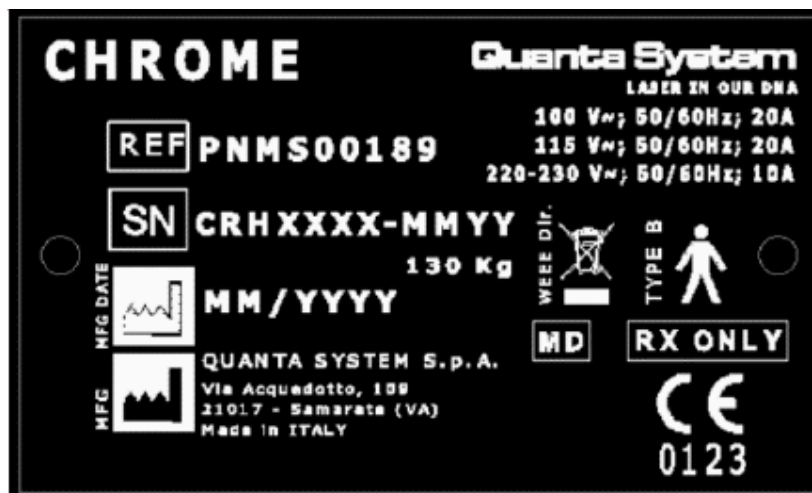 CHROME
Quanta System
LASER IN OUR DNA
100 V~; 50/60Hz; 20A
115 V~; 50/60Hz; 20A
220-230 V~; 50/60Hz; 10A
REF PNMS00189
SN CRHXXXX-MMYY
130 Kg
WEEE Dir.
TYPE B
MFG DATE
MM/YYYY
MD
RX ONLY
MFG
QUANTA SYSTEM S.p.A.
Via Acquedotto, 109
21017 - Samarate (VA)
Made in ITALY
CE
0123